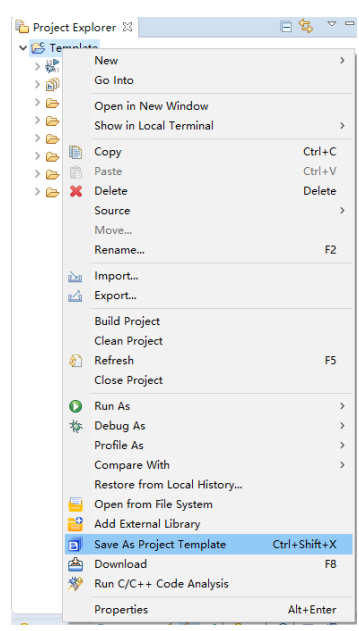 Project Explorer
Template
New
Go Into
Open in New Window
Show in Local Terminal
Copy Ctrl+C
Paste Ctrl+V
Delete Delete
Source
Move...
Rename... F2
Import...
Export...
Build Project
Clean Project
Refresh F5
Close Project
Run As
Debug As
Profile As
Compare With
Restore from Local History...
Open from File System
Add External Library
Save As Project Template Ctrl+Shift+X
Download F8
Run C/C++ Code Analysis
Properties Alt+Enter